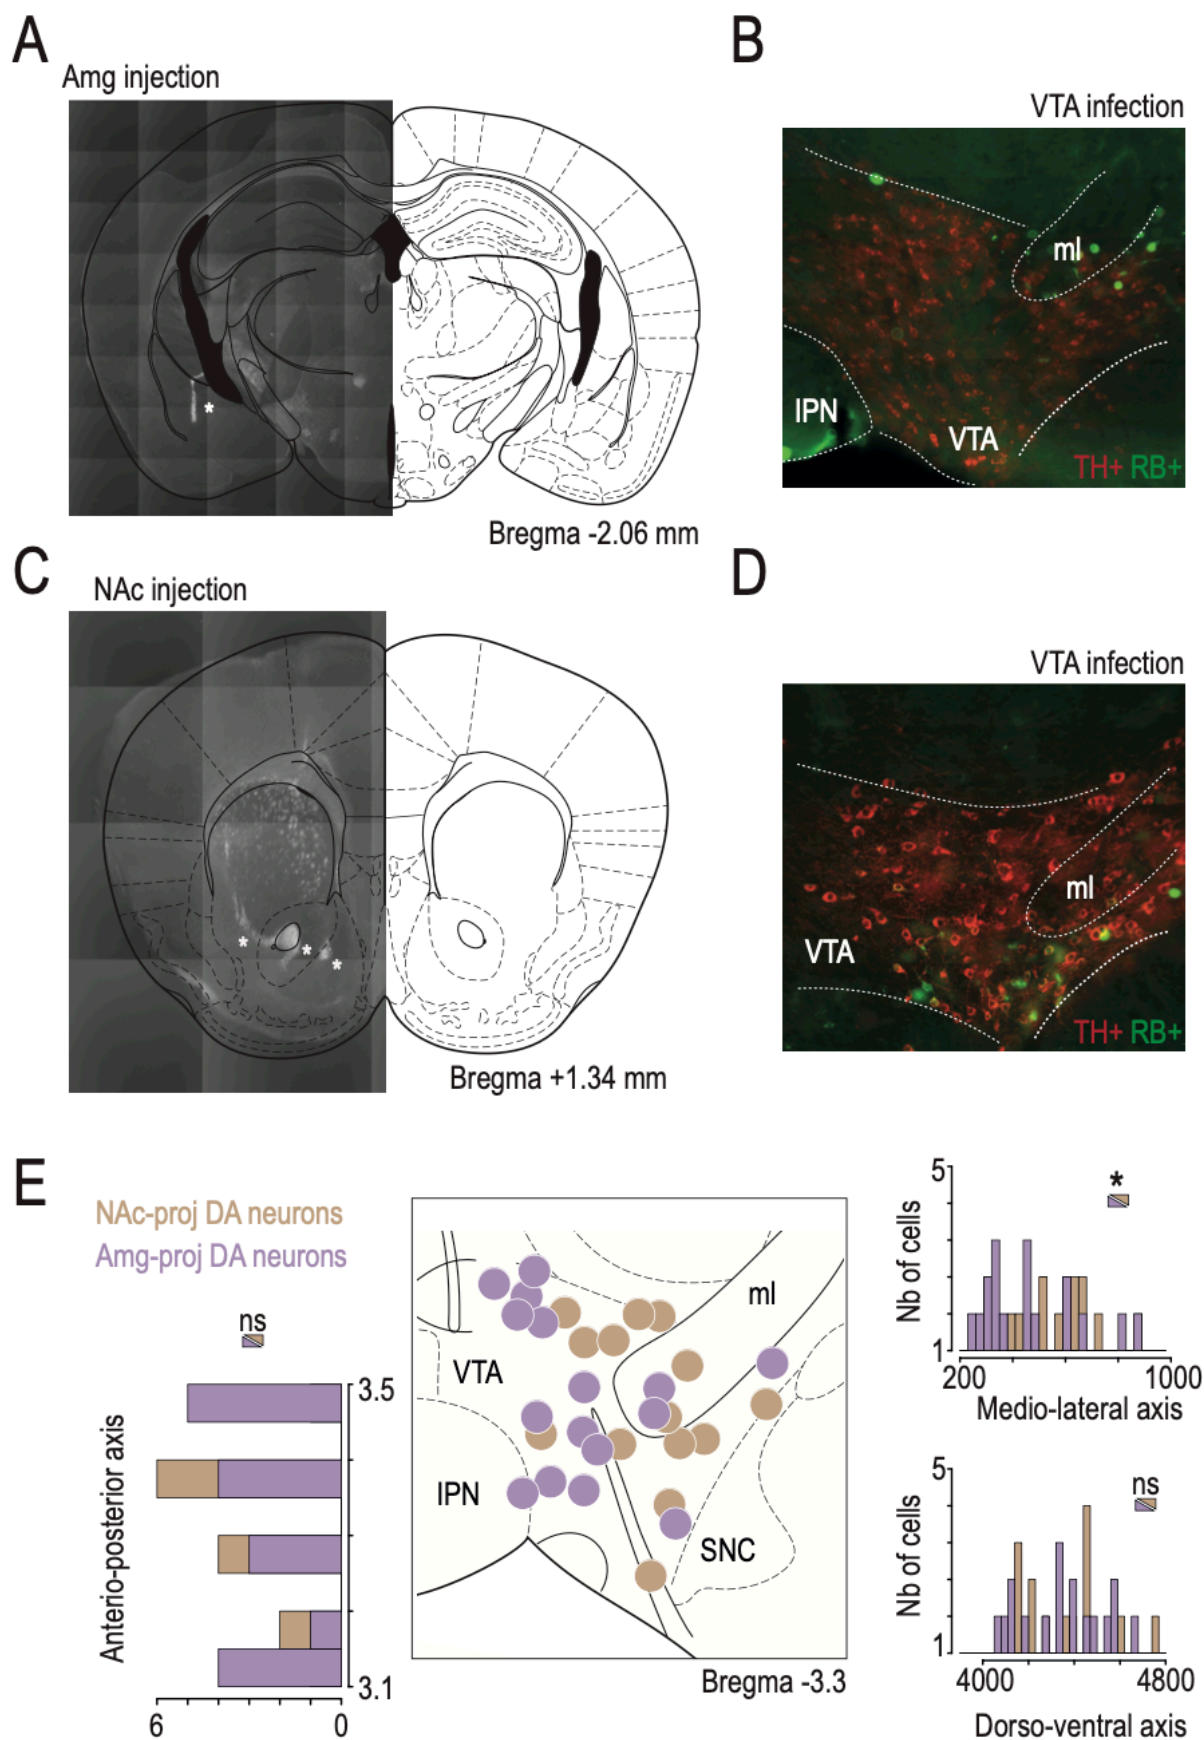 A
Amg injection
Bregma -2.06 mm
B
VTA infection
ml
IPN
VTA
TH+ RB+
C
NAc injection
*
* * *
Bregma +1.34 mm
D
VTA infection
ml
VTA
TH+ RB+
E
NAc-proj DA neurons
Amg-proj DA neurons
ns
Anterio-posterior axis
3.5
3.1
6 0
ml
VTA
IPN
SNC
Bregma -3.3
5
*
Nb of cells
1
200 1000
Medio-lateral axis
5
ns
Nb of cells
1
4000 4800
Dorso-ventral axis